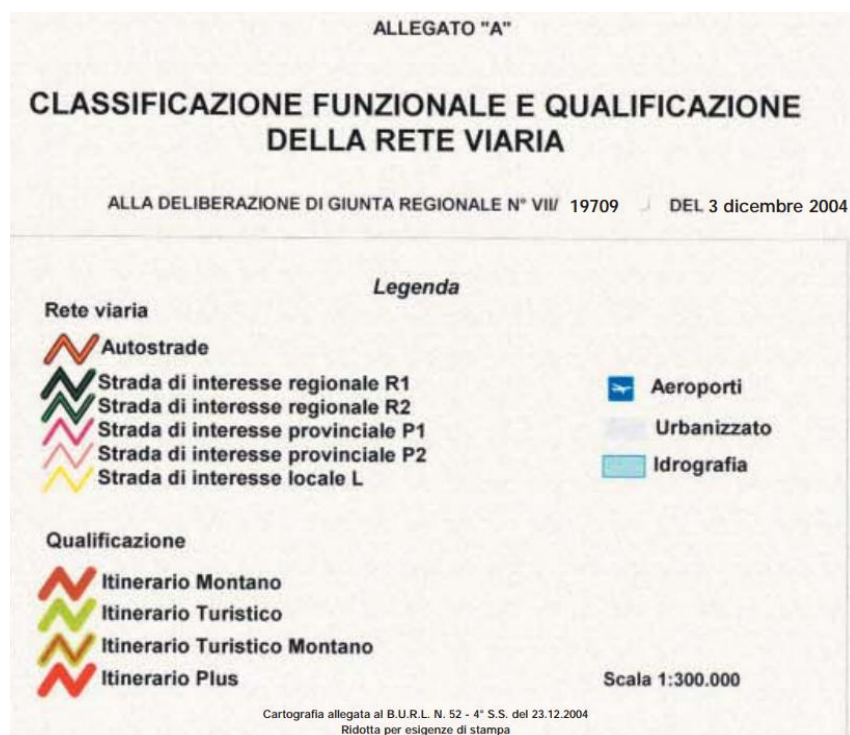 ALLEGATO "A"
CLASSIFICAZIONE FUNZIONALE E QUALIFICAZIONE
DELLA RETE VIARIA
ALLA DELIBERAZIONE DI GIUNTA REGIONALE N° VII/ 19709 DEL 3 dicembre 2004
Legenda
Rete viaria
Autostrade
Strada di interesse regionale R1
Strada di interesse regionale R2
Strada di interesse provinciale P1
Strada di interesse provinciale P2
Strada di interesse locale L
Aeroporti
Urbanizzato
Idrografia
Qualificazione
Itinerario Montano
Itinerario Turistico
Itinerario Turistico Montano
Itinerario Plus
Scala 1:300.000
Cartografia allegata al B.U.R.L. N. 52 - 4° S.S. del 23.12.2004
Ridotta per esigenze di stampa